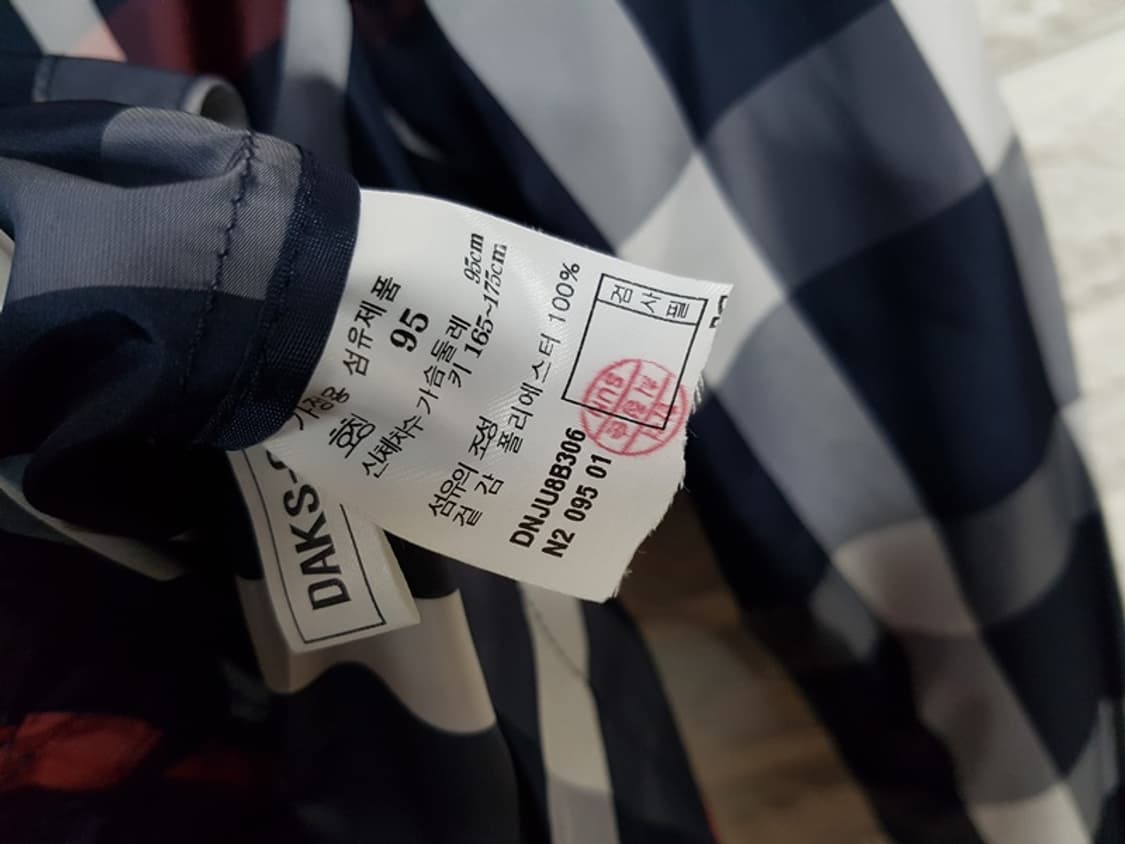 가정용 섬유제품
호칭 95
신체치수 가슴둘레 95cm
키 165~175cm
섬유의 조성
겉 감 폴리에스터 100%
검사필
DNJU8B306
N2 095 01
DAKS-